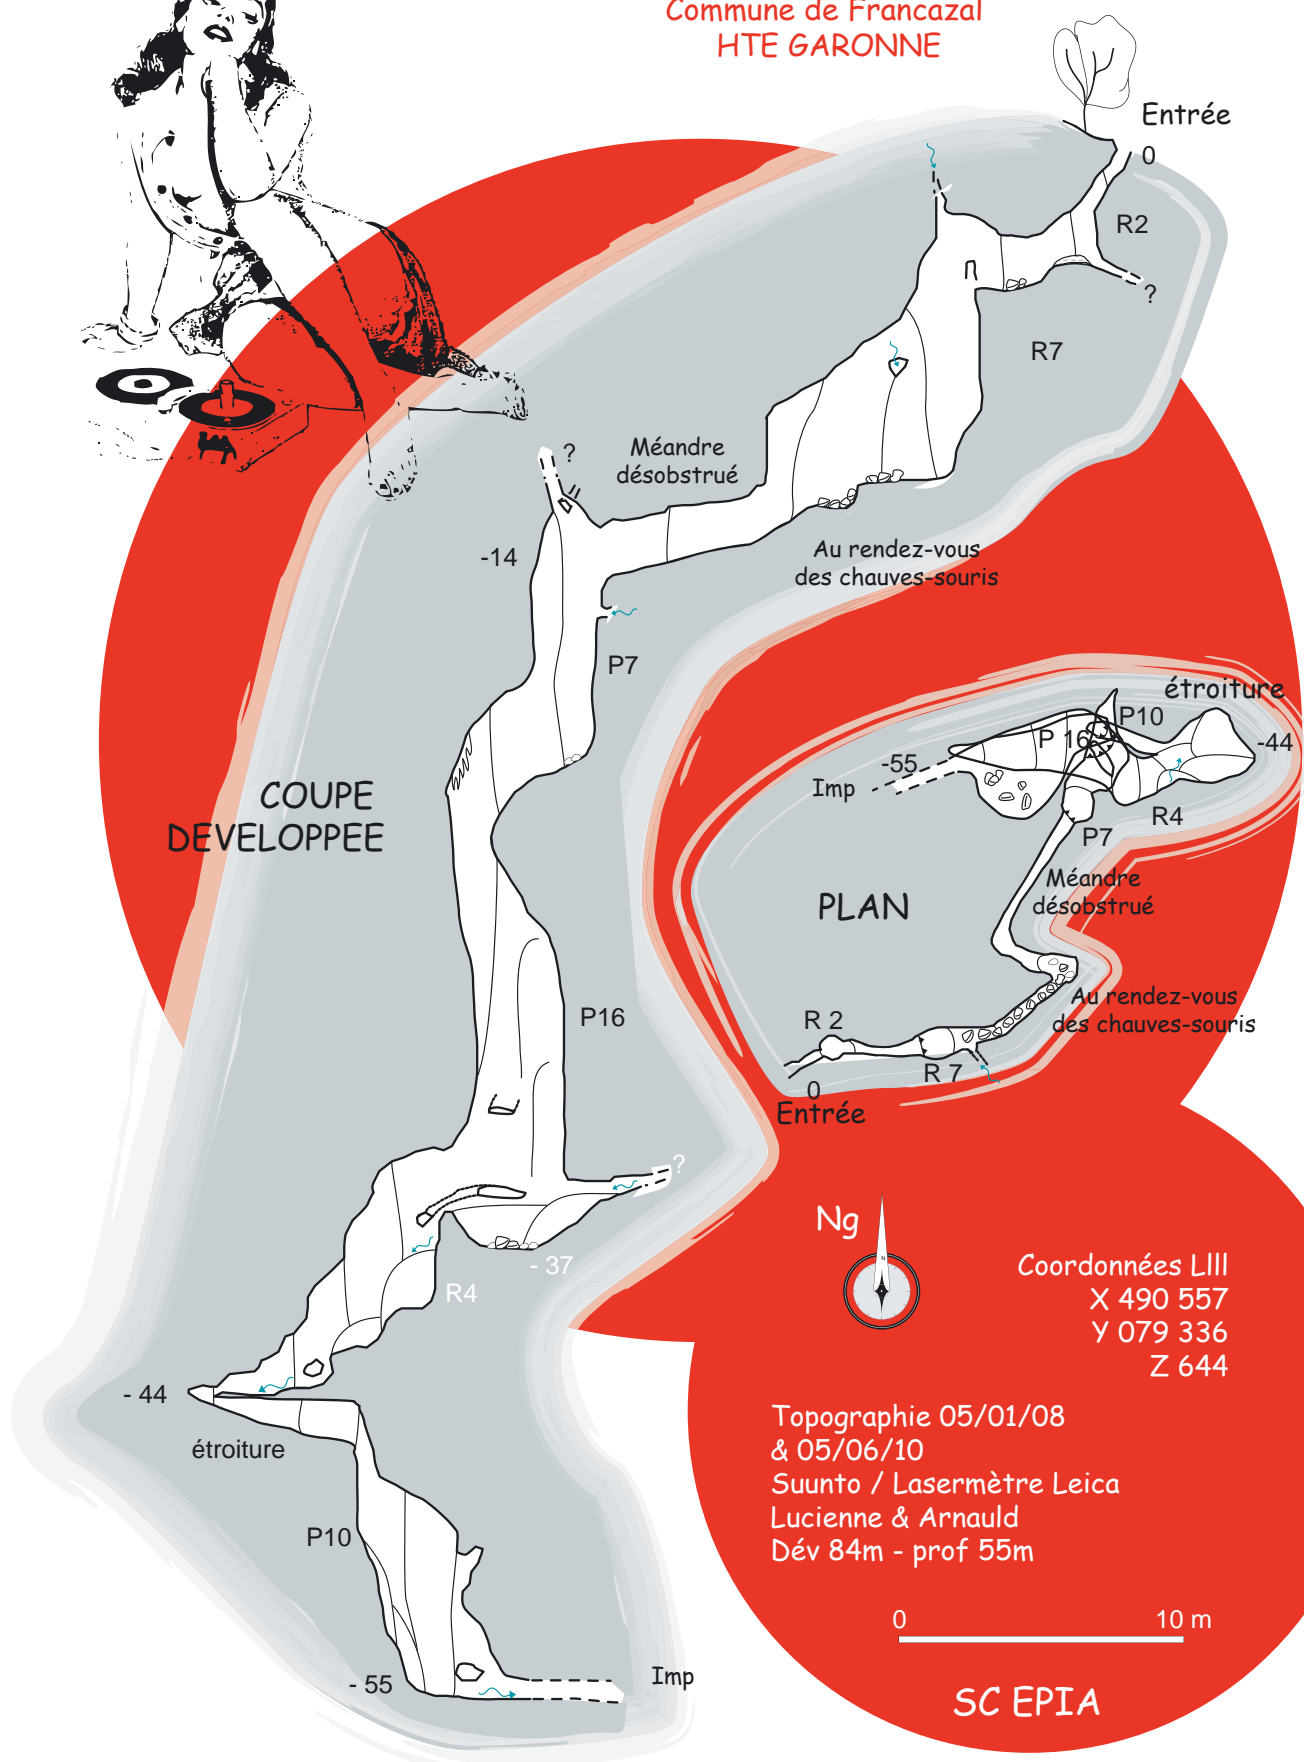 Commune de Francazal
HTE GARONNE
Entrée
0
R2
?
R7
Méandre
désobstrué
?
-14
Au rendez-vous
des chauves-souris
P7
COUPE
DEVELOPPEE
P16
?
- 37
R4
- 44
étroiture
P10
- 55
Imp
étroiture
P10
P 16
-44
-55
Imp
R4
P7
Méandre
désobstrué
PLAN
Au rendez-vous
des chauves-souris
R 2
R 7
0
Entrée
Ng
N
Coordonnées LIII
X 490 557
Y 079 336
Z 644
Topographie 05/01/08
& 05/06/10
Suunto / Lasermètre Leica
Lucienne & Arnauld
Dév 84m - prof 55m
0 10 m
SC EPIA